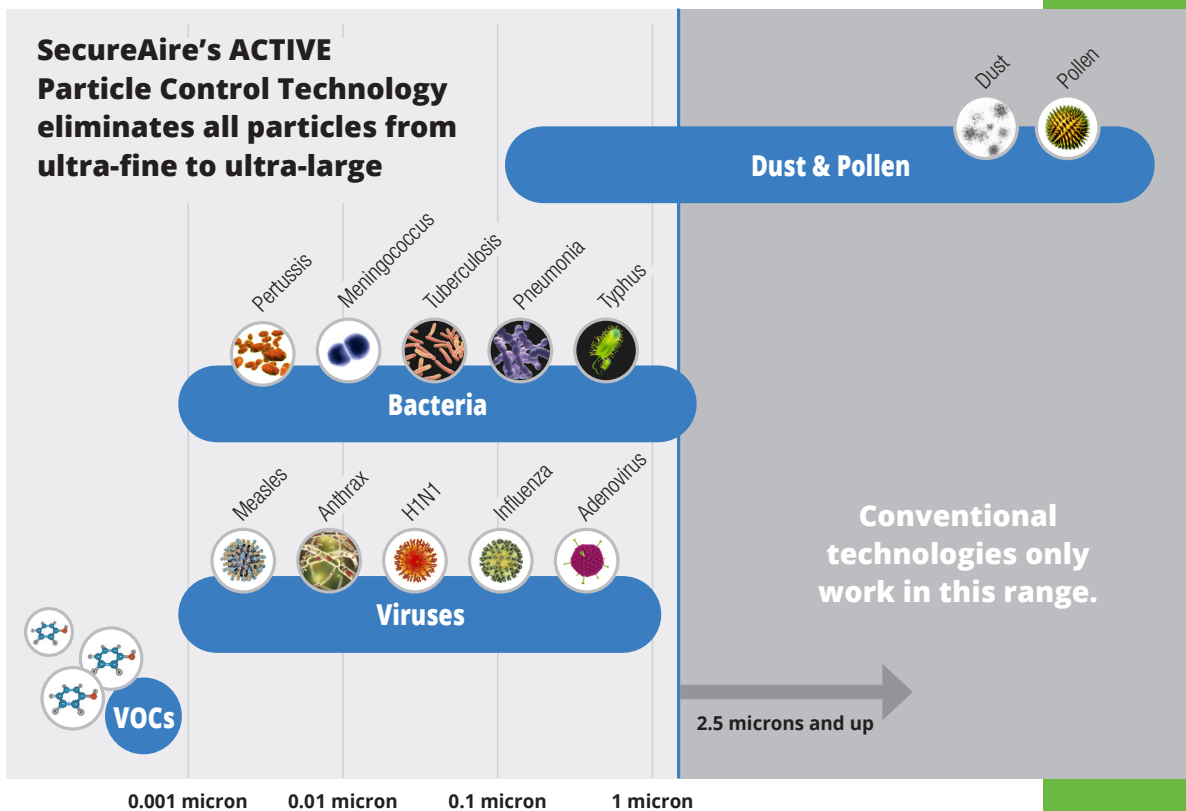 SecureAire's ACTIVE
Particle Control Technology
eliminates all particles from
ultra-fine to ultra-large
Dust
Pollen
Dust & Pollen
Pertussis
Meningococcus
Tuberculosis
Pneumonia
Typhus
Bacteria
Measles
Anthrax
H1N1
Influenza
Adenovirus
Viruses
Conventional
technologies only
work in this range.
VOCs
2.5 microns and up
0.001 micron
0.01 micron
0.1 micron
1 micron